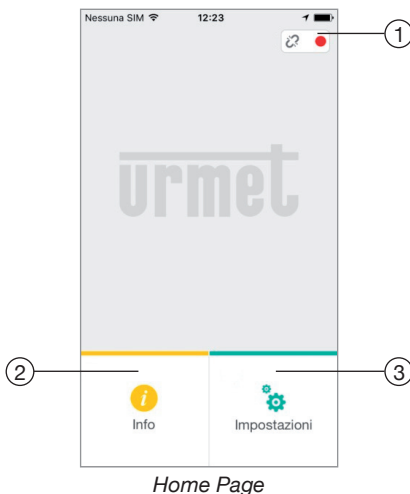 Nessuna SIM 12:23
1
urmet
2
3
i
Info
Impostazioni
Home Page